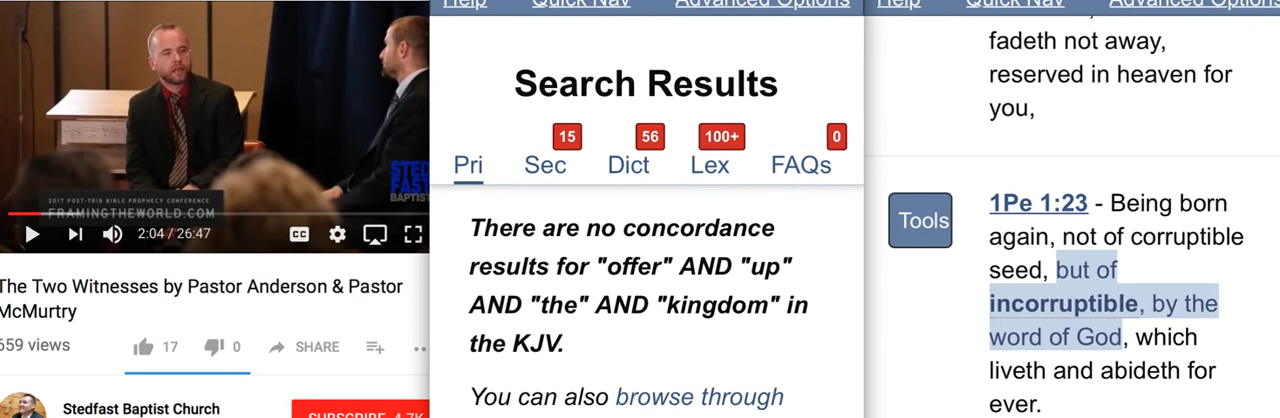 STED
FAST
BAPTIST
2017 POST-TRIB BIBLE PROPHECY CONFERENCE
FRAMINGTHEWORLD.COM
2:04 / 26:47
CC
The Two Witnesses by Pastor Anderson & Pastor
McMurtry
659 views
17
0
SHARE
Stedfast Baptist Church
SUBSCRIBE 4.7K
Help Quick Nav Advanced Options
Search Results
15 56 100+ 0
Pri Sec Dict Lex FAQs
There are no concordance
results for "offer" AND "up"
AND "the" AND "kingdom" in
the KJV.
You can also browse through
Help Quick Nav Advanced Options
fadeth not away,
reserved in heaven for
you,
Tools
1Pe 1:23 - Being born
again, not of corruptible
seed, but of
incorruptible, by the
word of God, which
liveth and abideth for
ever.